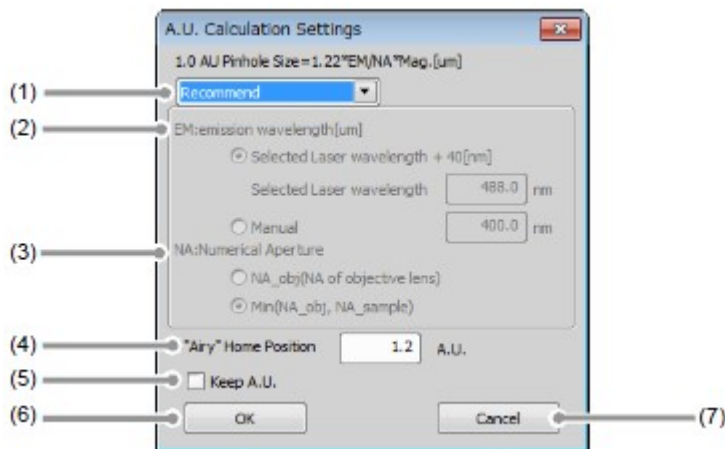 A.U. Calculation Settings
1.0 AU Pinhole Size=1.22*EM/NA*Mag.[um]
(1) Recommend
(2) EM:emission wavelength[um]
Selected Laser wavelength + 40[nm]
Selected Laser wavelength 488.0 nm
Manual 400.0 nm
(3) NA:Numerical Aperture
NA_obj(NA of objective lens)
Min(NA_obj, NA_sample)
(4) "Airy" Home Position 1.2 A.U.
(5) Keep A.U.
(6) OK Cancel (7)